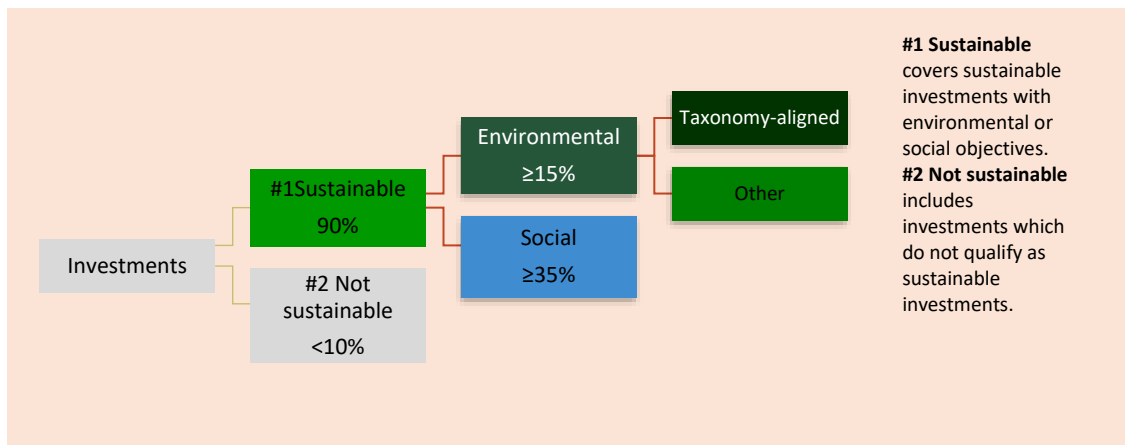 Investments
#1Sustainable
90%
#2 Not
sustainable
<10%
Environmental
≥15%
Social
≥35%
Taxonomy-aligned
Other
#1 Sustainable
covers sustainable
investments with
environmental or
social objectives.
#2 Not sustainable
includes
investments which
do not qualify as
sustainable
investments.